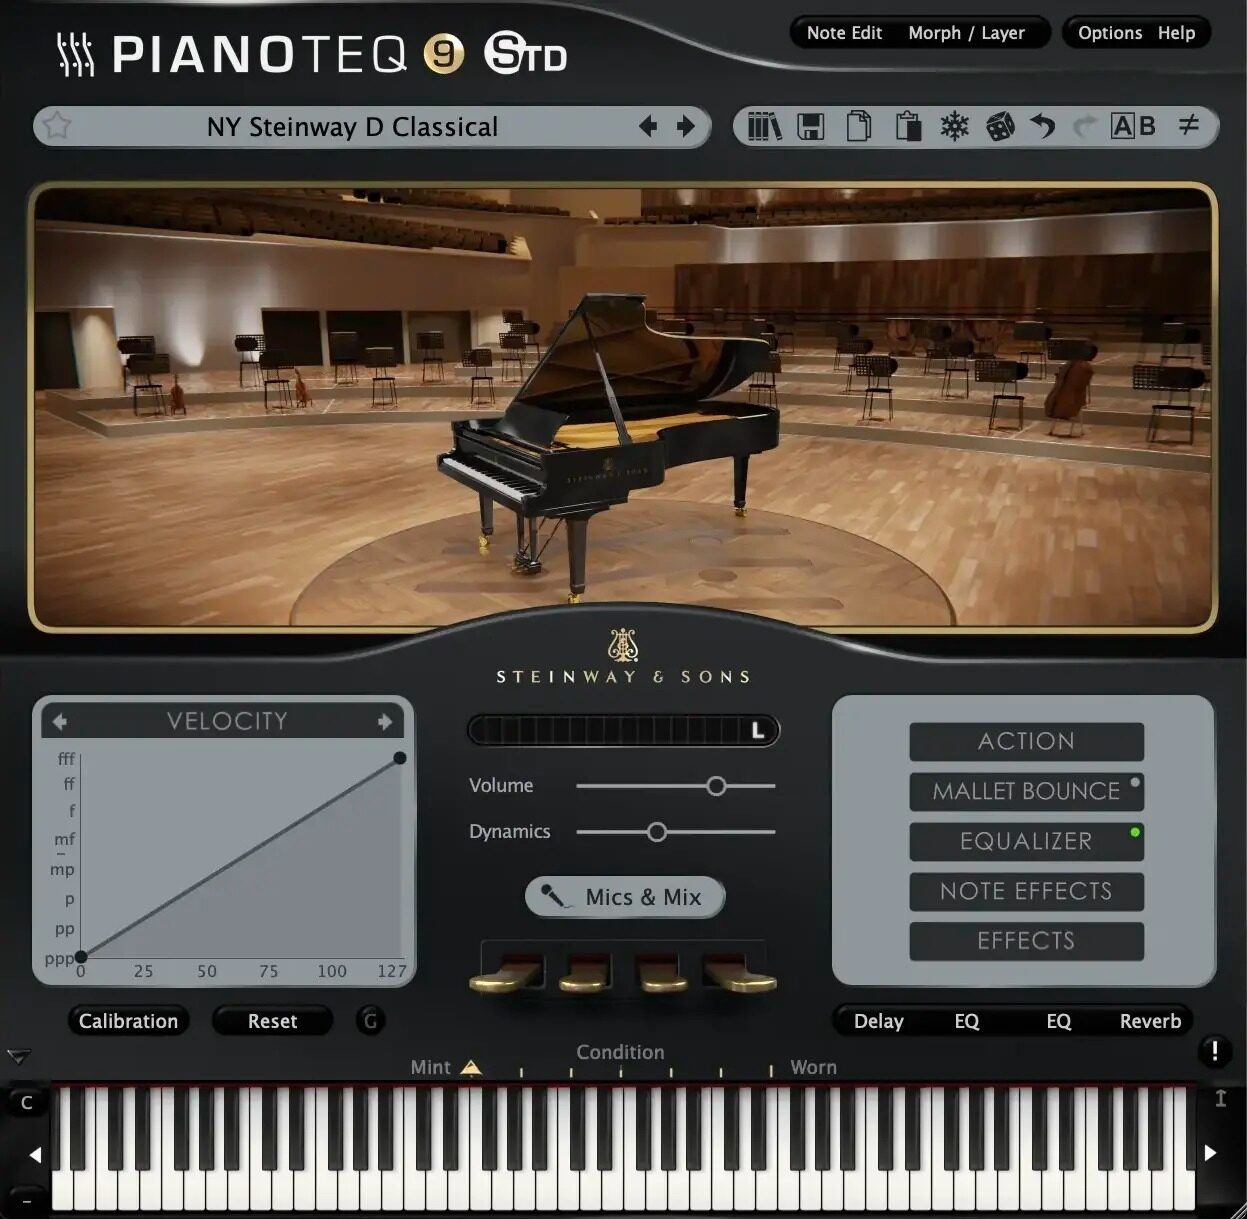 PIANOTEQ 9 STD
Note Edit Morph / Layer Options Help
NY Steinway D Classical
A B ≠
STEINWAY & SONS
STEINWAY & SONS
VELOCITY
fff
ff
f
mf
–
mp
p
pp
ppp
0 25 50 75 100 127
Calibration Reset G
L
Volume
Dynamics
Mics & Mix
ACTION
MALLET BOUNCE
EQUALIZER
NOTE EFFECTS
EFFECTS
Delay EQ EQ Reverb
!
Condition
Mint Worn
C
–